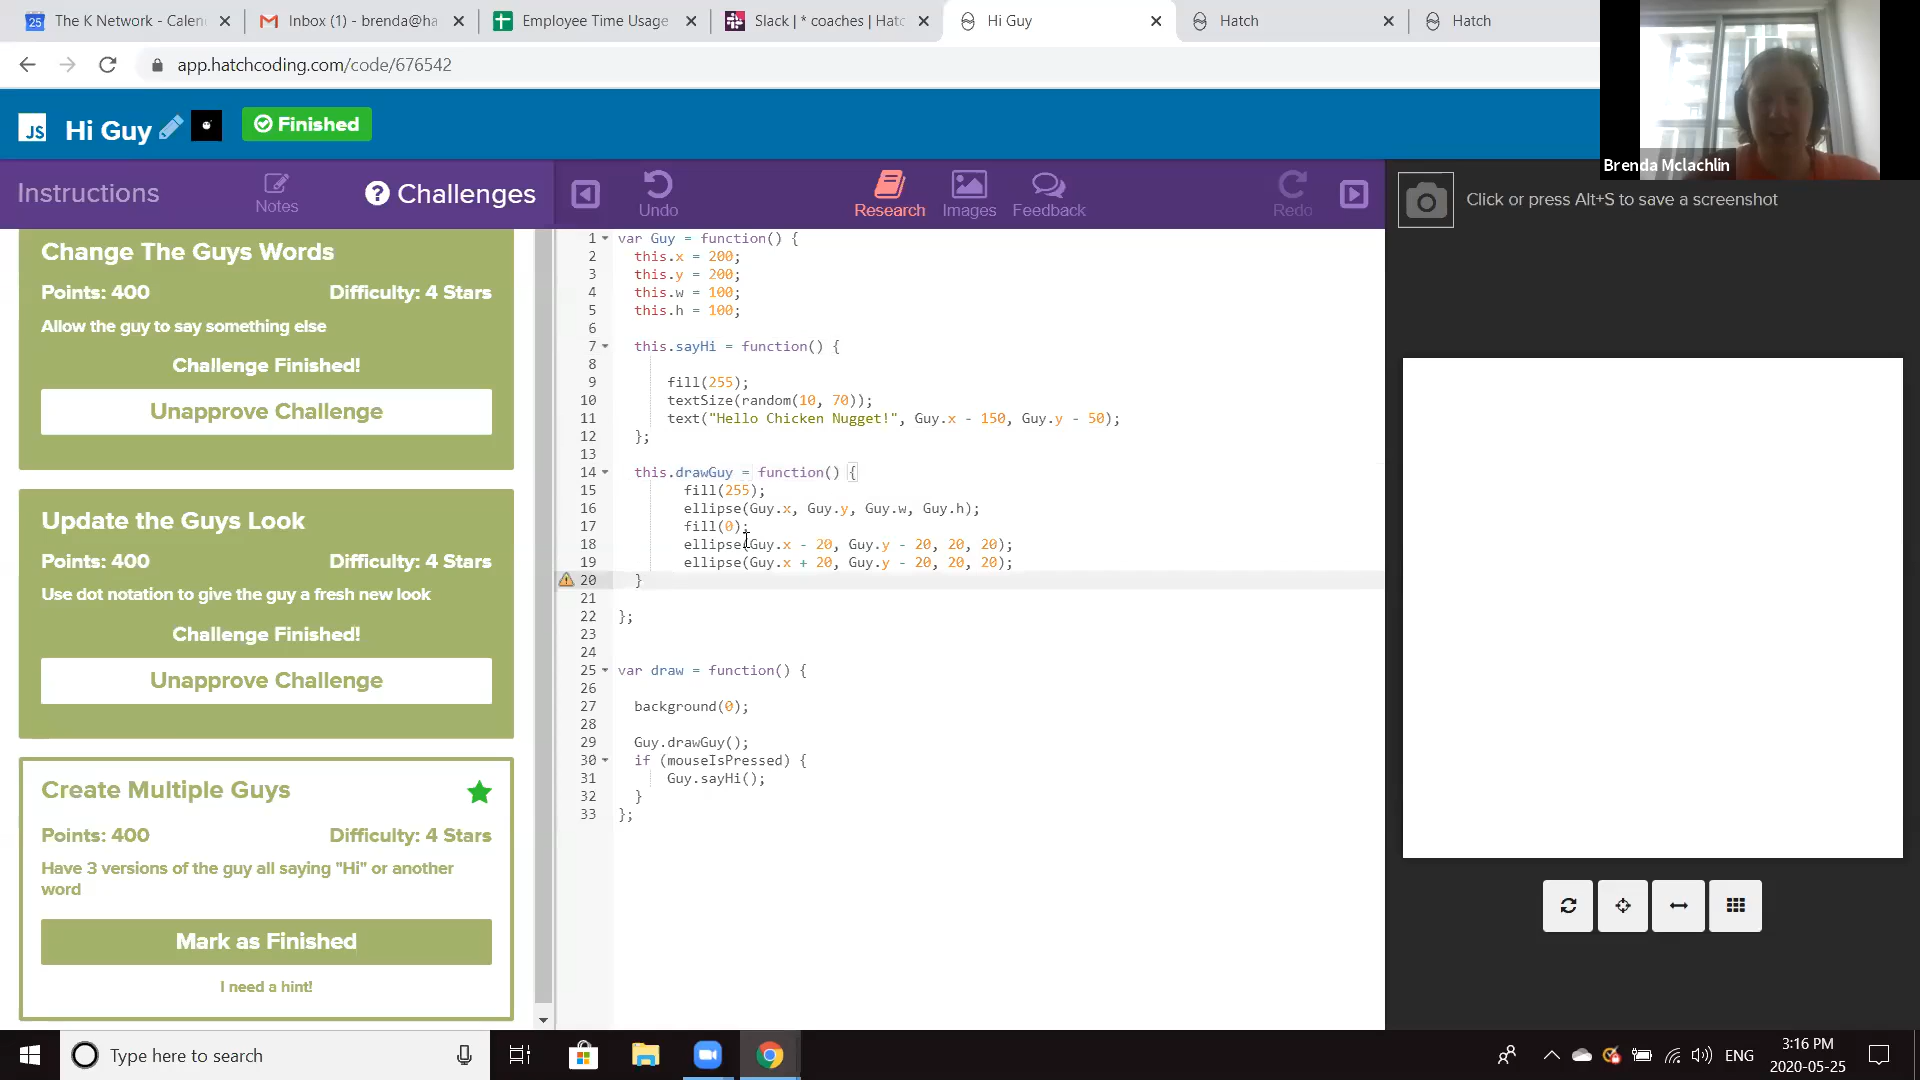 The K Network - Calen
Inbox (1) - brenda@ha
Employee Time Usage
Slack | * coaches | Hatc
Hi Guy
Hatch
Hatch
app.hatchcoding.com/code/676542
JS
Hi Guy
Finished
Brenda Mclachlin
Instructions
Notes
? Challenges
Undo
Research
Images
Feedback
Redo
Click or press Alt+S to save a screenshot
Change The Guys Words
Points: 400
Difficulty: 4 Stars
Allow the guy to say something else
Challenge Finished!
Unapprove Challenge
Update the Guys Look
Points: 400
Difficulty: 4 Stars
Use dot notation to give the guy a fresh new look
Challenge Finished!
Unapprove Challenge
Create Multiple Guys
Points: 400
Difficulty: 4 Stars
Have 3 versions of the guy all saying "Hi" or another
word
Mark as Finished
I need a hint!
1 var Guy = function() {
2 this.x = 200;
3 this.y = 200;
4 this.w = 100;
5 this.h = 100;
6
7 this.sayHi = function() {
8
9 fill(255);
10 textSize(random(10, 70));
11 text("Hello Chicken Nugget!", Guy.x - 150, Guy.y - 50);
12 };
13
14 this.drawGuy = function() {
15 fill(255);
16 ellipse(Guy.x, Guy.y, Guy.w, Guy.h);
17 fill(0);
18 ellipse(Guy.x - 20, Guy.y - 20, 20, 20);
19 ellipse(Guy.x + 20, Guy.y - 20, 20, 20);
20 }
21
22 };
23
24
25 var draw = function() {
26
27 background(0);
28
29 Guy.drawGuy();
30 if (mouseIsPressed) {
31 Guy.sayHi();
32 }
33 };
Type here to search
ENG
3:16 PM
2020-05-25